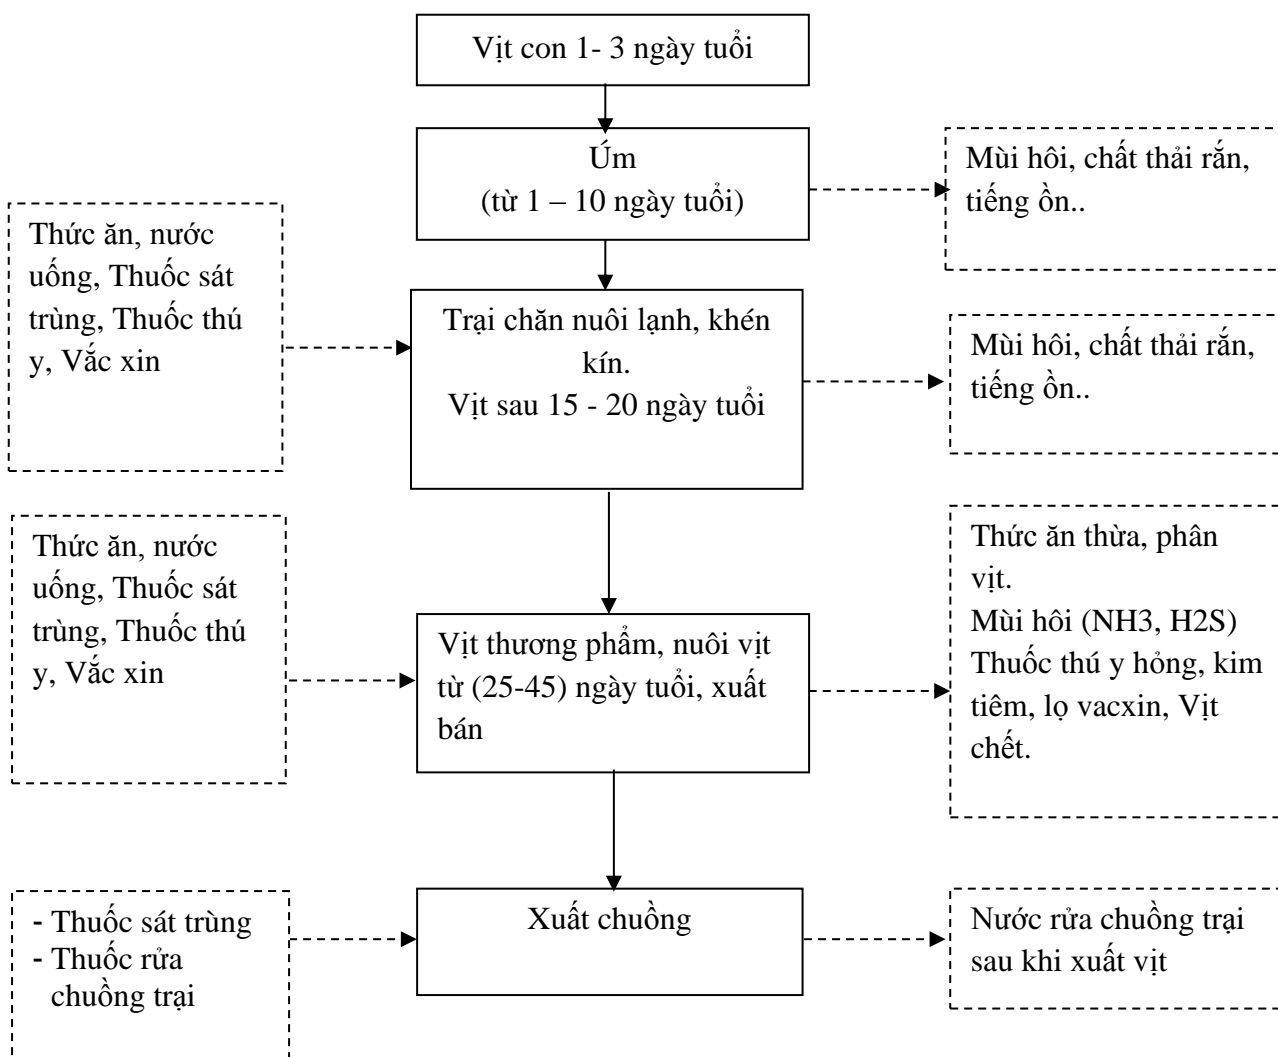 Vịt con 1- 3 ngày tuổi
Úm
(từ 1 – 10 ngày tuổi)
Mùi hôi, chất thải rắn,
tiếng ồn..
Thức ăn, nước
uống, Thuốc sát
trùng, Thuốc thú
y, Vắc xin
Trại chăn nuôi lạnh, khén
kín.
Vịt sau 15 - 20 ngày tuổi
Mùi hôi, chất thải rắn,
tiếng ồn..
Thức ăn, nước
uống, Thuốc sát
trùng, Thuốc thú
y, Vắc xin
Vịt thương phẩm, nuôi vịt
từ (25-45) ngày tuổi, xuất
bán
Thức ăn thừa, phân
vịt.
Mùi hôi (NH3, H2S)
Thuốc thú y hỏng, kim
tiêm, lọ vacxin, Vịt
chết.
- Thuốc sát trùng
- Thuốc rửa
chuồng trại
Xuất chuồng
Nước rửa chuồng trại
sau khi xuất vịt